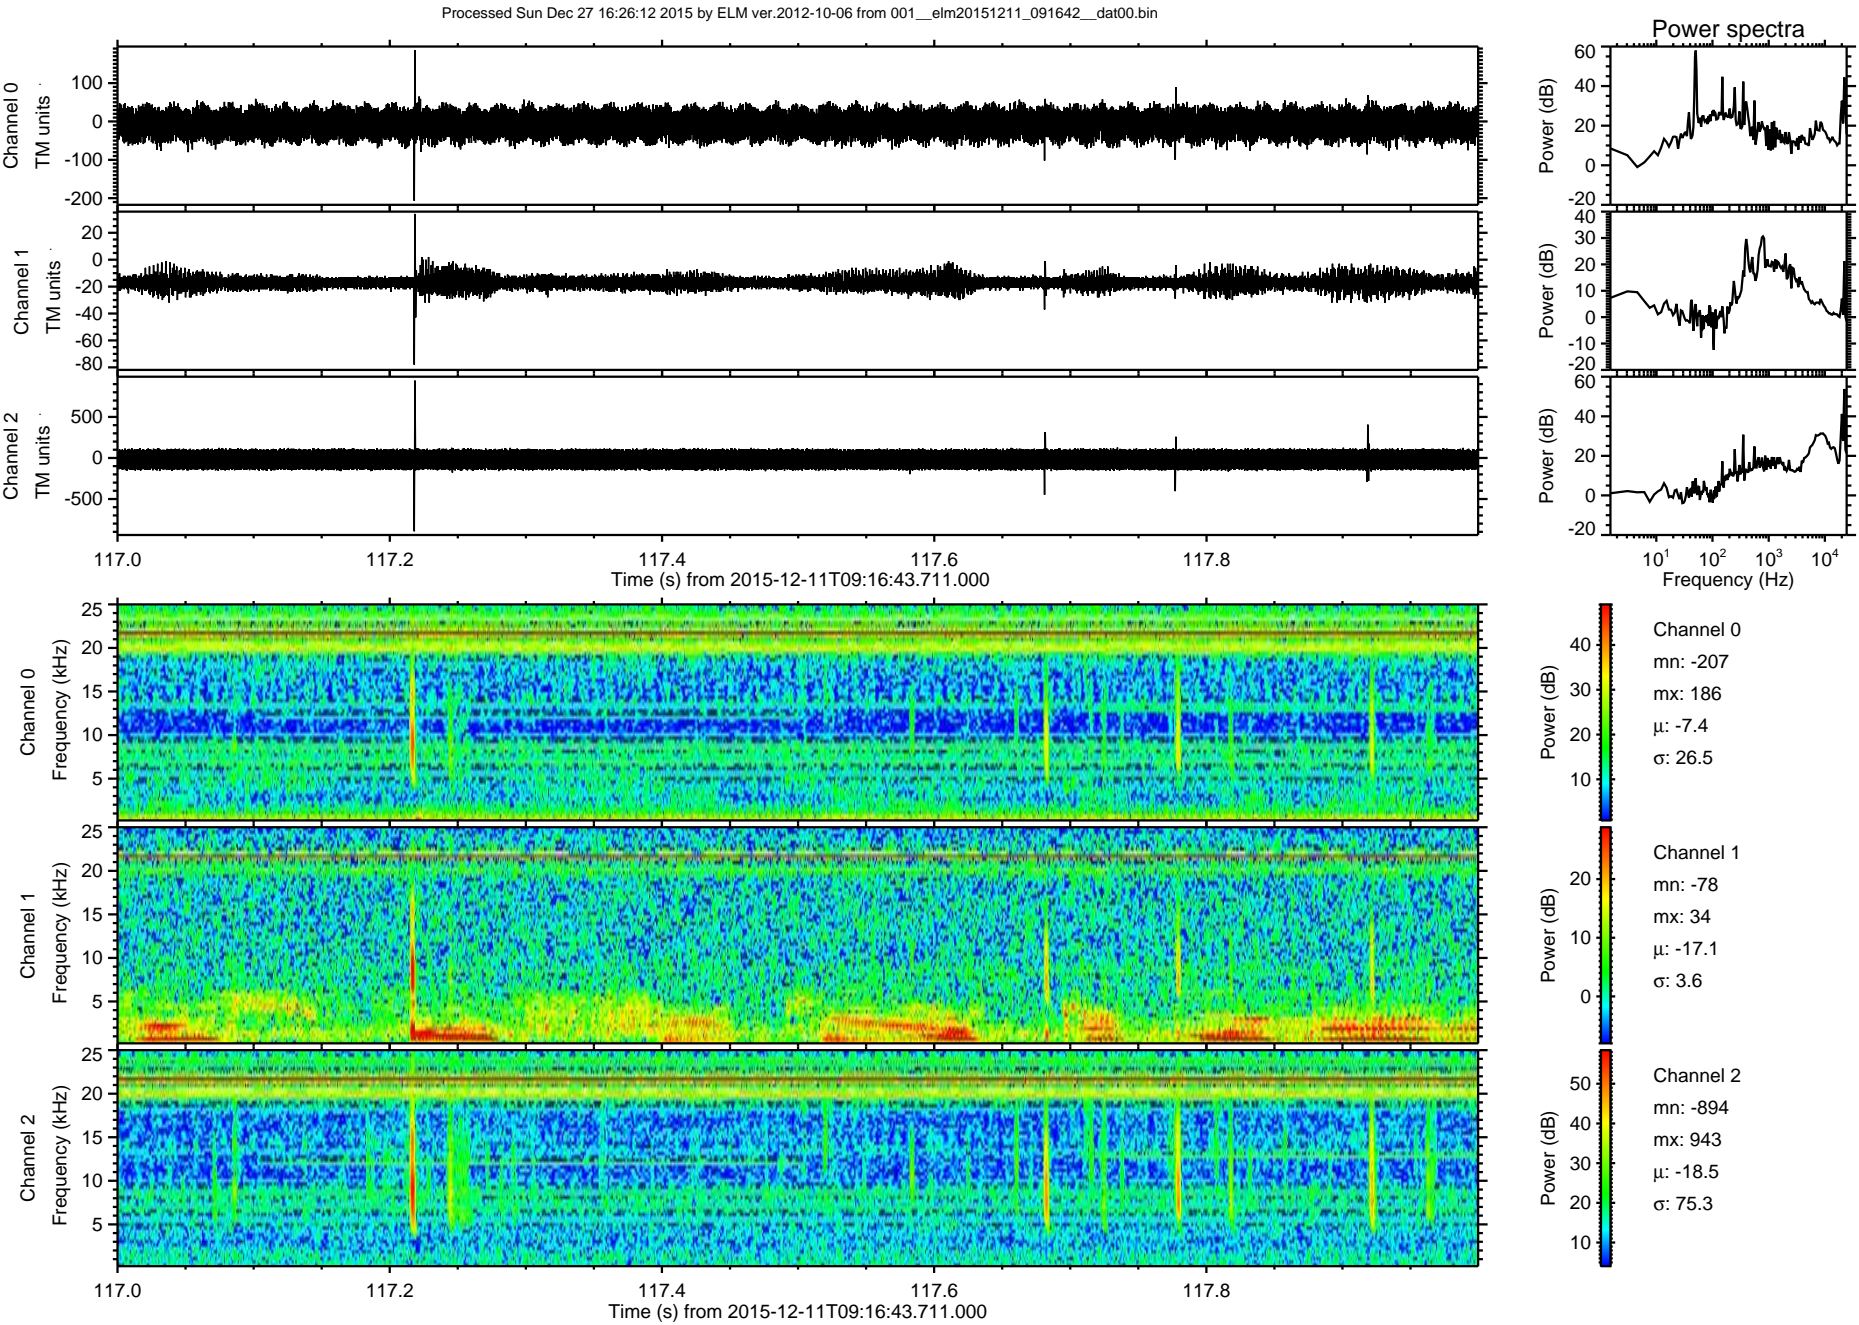 Processed Sun Dec 27 16:26:12 2015 by ELM ver.2012-10-06 from 001__elm20151211_091642__dat00.bin
Power spectra
Channel 0
TM units
100
0
-100
-200
Power (dB)
60
40
20
0
-20
Channel 1
TM units
20
0
-20
-40
-60
-80
Power (dB)
40
30
20
10
0
-10
-20
Channel 2
TM units
500
0
-500
Power (dB)
60
40
20
0
-20
117.0 117.2 117.4 117.6 117.8
Time (s) from 2015-12-11T09:16:43.711.000
10^1 10^2 10^3 10^4
Frequency (Hz)
Channel 0
Frequency (kHz)
25
20
15
10
5
Power (dB)
40
30
20
10
Channel 0
mn: -207
mx: 186
μ: -7.4
σ: 26.5
Channel 1
Frequency (kHz)
25
20
15
10
5
Power (dB)
20
10
0
Channel 1
mn: -78
mx: 34
μ: -17.1
σ: 3.6
Channel 2
Frequency (kHz)
25
20
15
10
5
Power (dB)
50
40
30
20
10
Channel 2
mn: -894
mx: 943
μ: -18.5
σ: 75.3
117.0 117.2 117.4 117.6 117.8
Time (s) from 2015-12-11T09:16:43.711.000